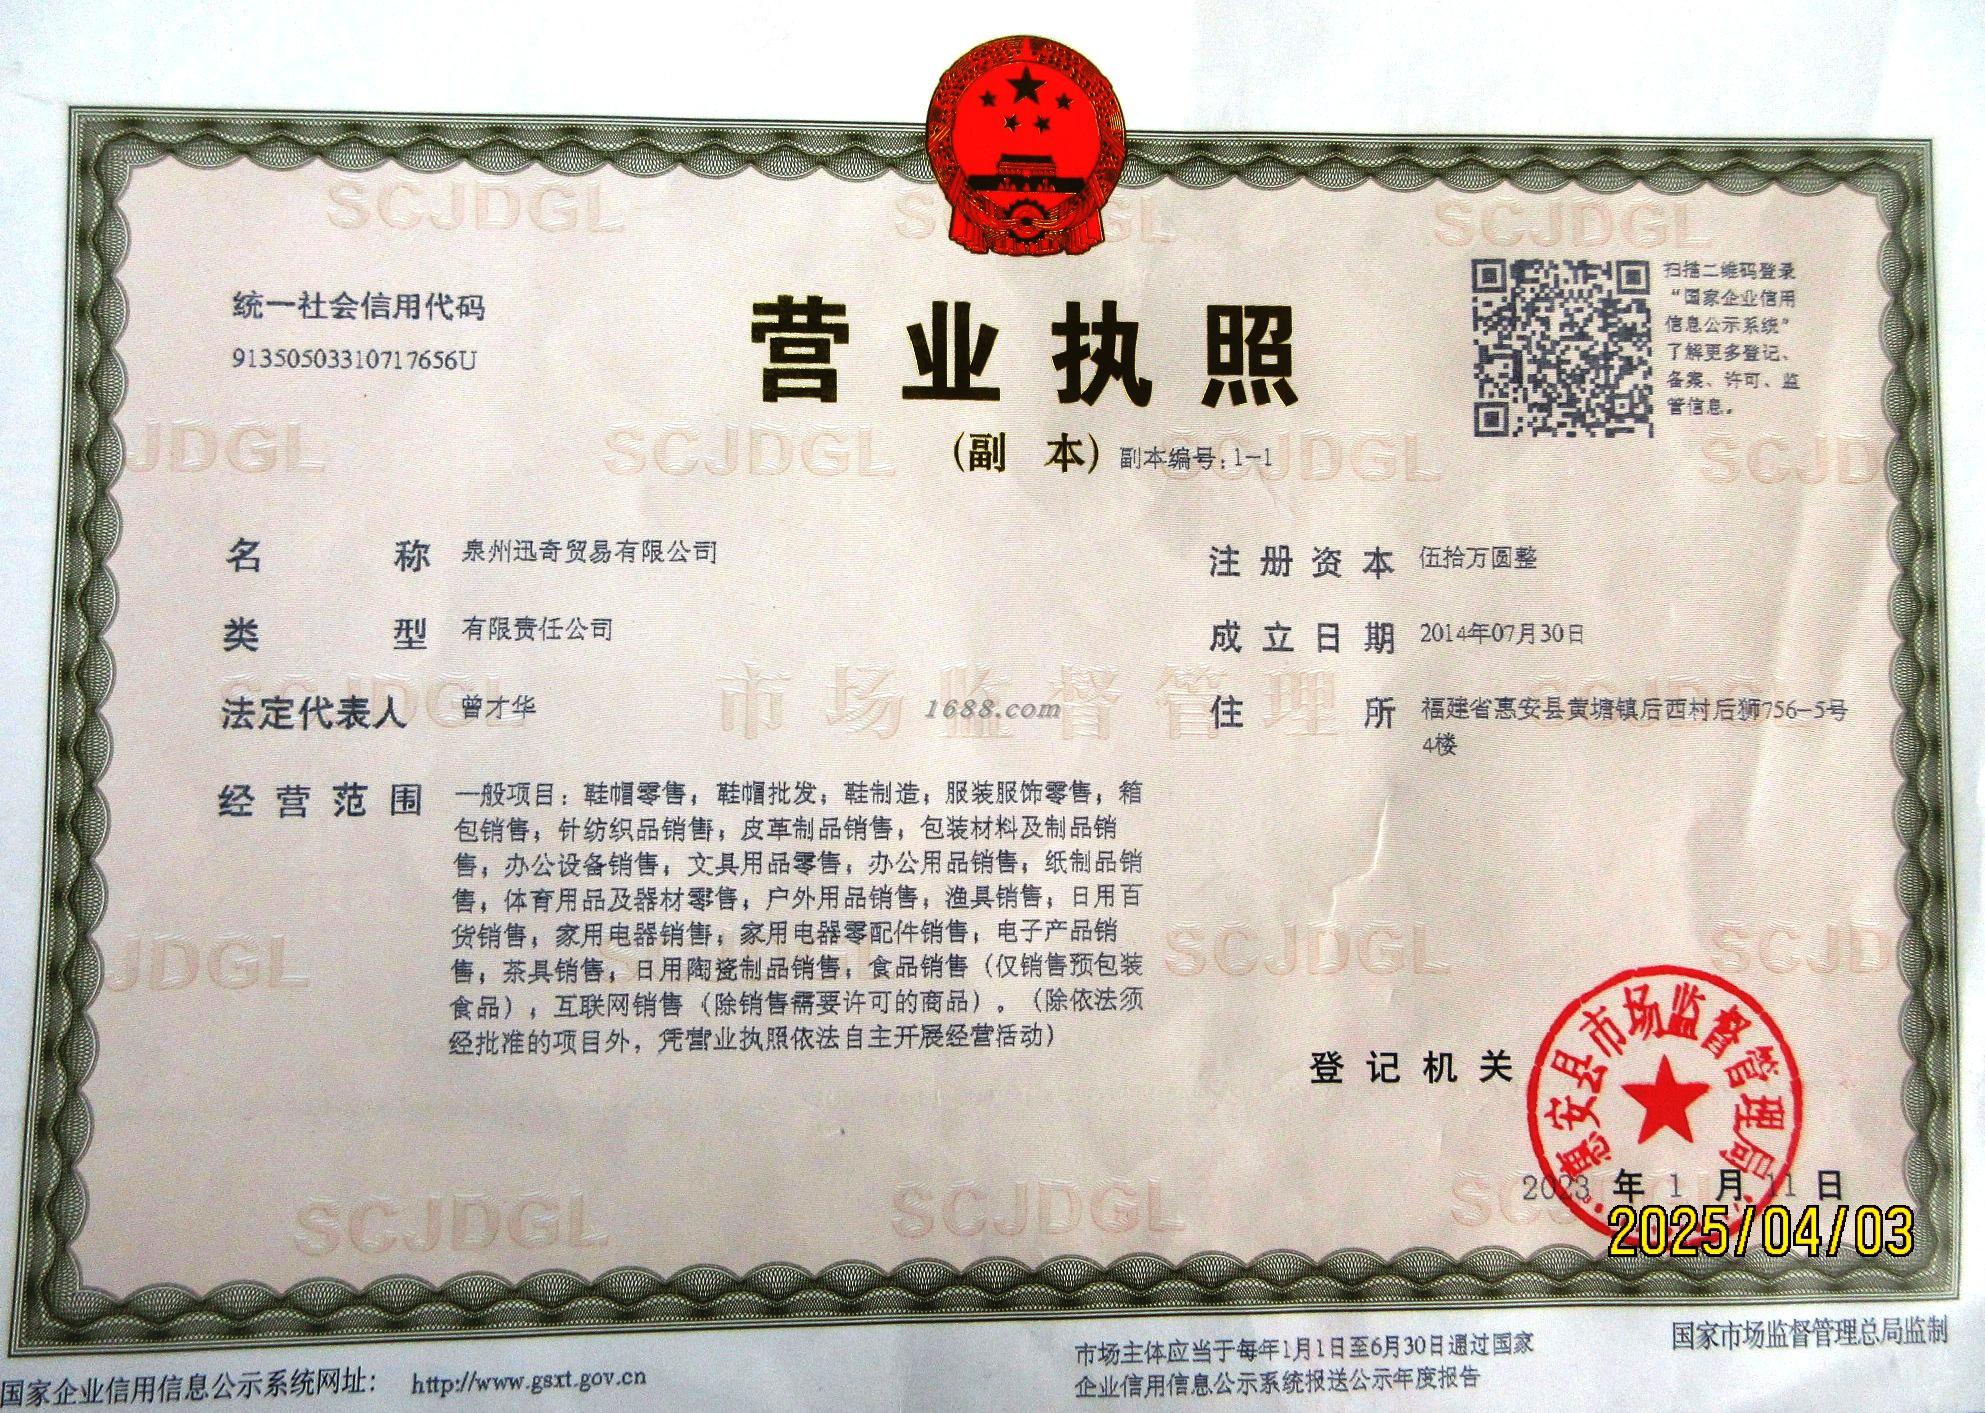 统一社会信用代码
91350503310717656U
营业执照
(副 本) 副本编号:1-1
扫描二维码登录
“国家企业信用
信息公示系统”
了解更多登记、
备案、许可、监
管信息。
名 称 泉州迅奇贸易有限公司
类 型 有限责任公司
法定代表人 曾才华
经营范围 一般项目：鞋帽零售；鞋帽批发；鞋制造；服装服饰零售；箱
包销售；针纺织品销售；皮革制品销售；包装材料及制品销
售；办公设备销售；文具用品零售；办公用品销售；纸制品销
售；体育用品及器材零售；户外用品销售；渔具销售；日用百
货销售；家用电器销售；家用电器零配件销售；电子产品销
售；茶具销售；日用陶瓷制品销售；食品销售（仅销售预包装
食品）；互联网销售（除销售需要许可的商品）。（除依法须
经批准的项目外，凭营业执照依法自主开展经营活动）
注册资本 伍拾万圆整
成立日期 2014年07月30日
住 所 福建省惠安县黄塘镇后西村后狮756-5号
4楼
1688.com
市场监督管理
SCJDGL
登记机关
惠安县市场监督管理局
2023 年 1 月 11 日
2025/04/03
国家企业信用信息公示系统网址: http://www.gsxt.gov.cn
市场主体应当于每年1月1日至6月30日通过国家
企业信用信息公示系统报送公示年度报告
国家市场监督管理总局监制